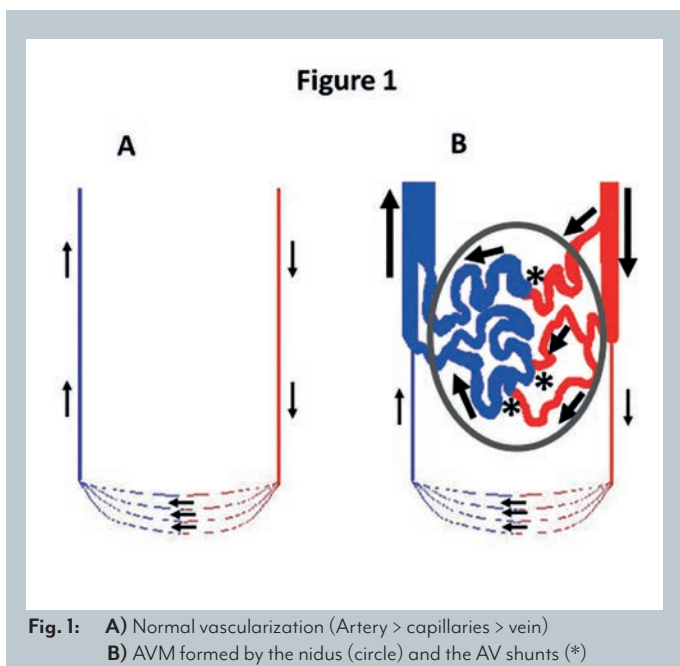 Figure 1
A
B
*
*
*
Fig. 1: A) Normal vascularization (Artery > capillaries > vein)
B) AVM formed by the nidus (circle) and the AV shunts (*)